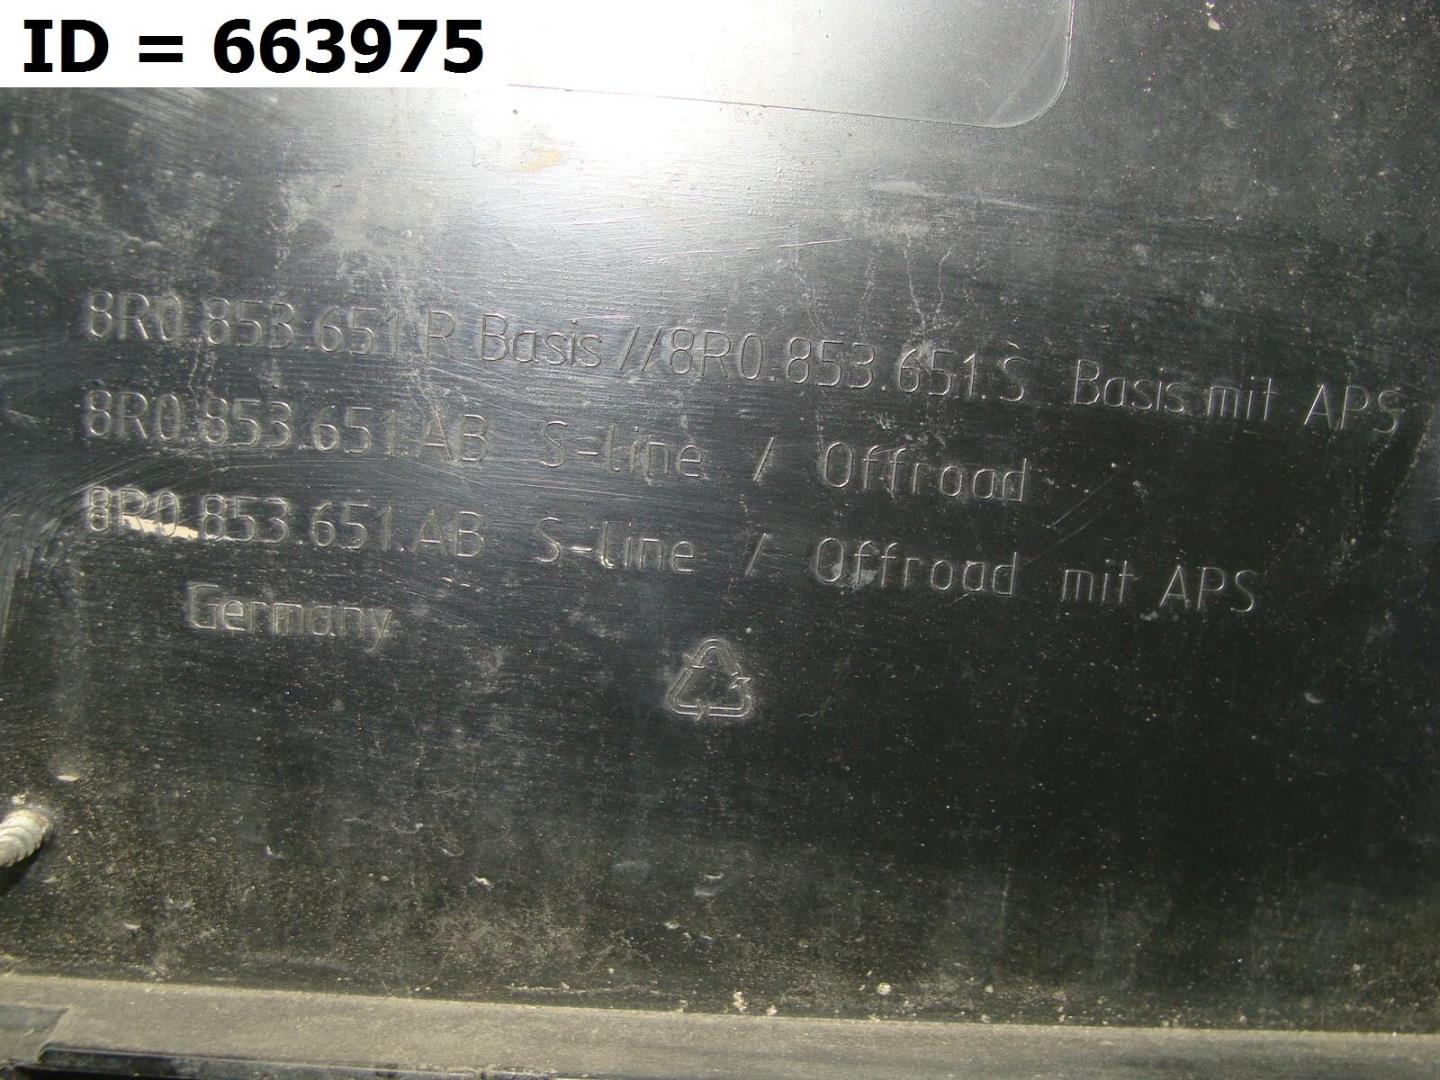 ID = 663975
8R0.853.651.R Basis //8R0.853.651.S Basis mit APS
8R0.853.651.AB S-line / Offroad
8R0.853.651.AB S-line / Offroad mit APS
Germany